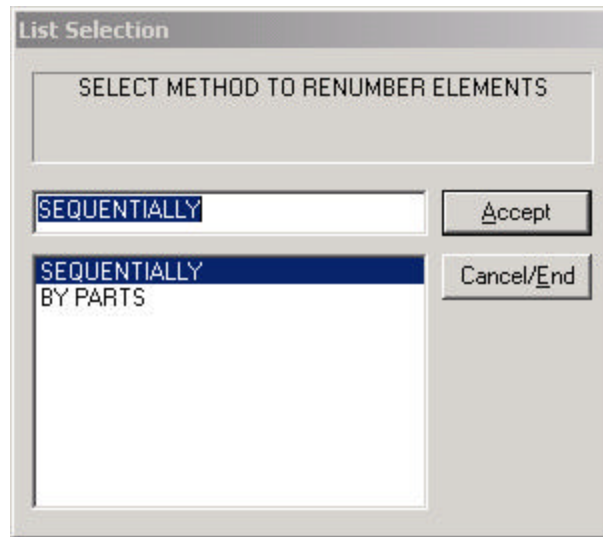 List Selection
SELECT METHOD TO RENUMBER ELEMENTS
SEQUENTIALLY
Accept
SEQUENTIALLY
BY PARTS
Cancel/End